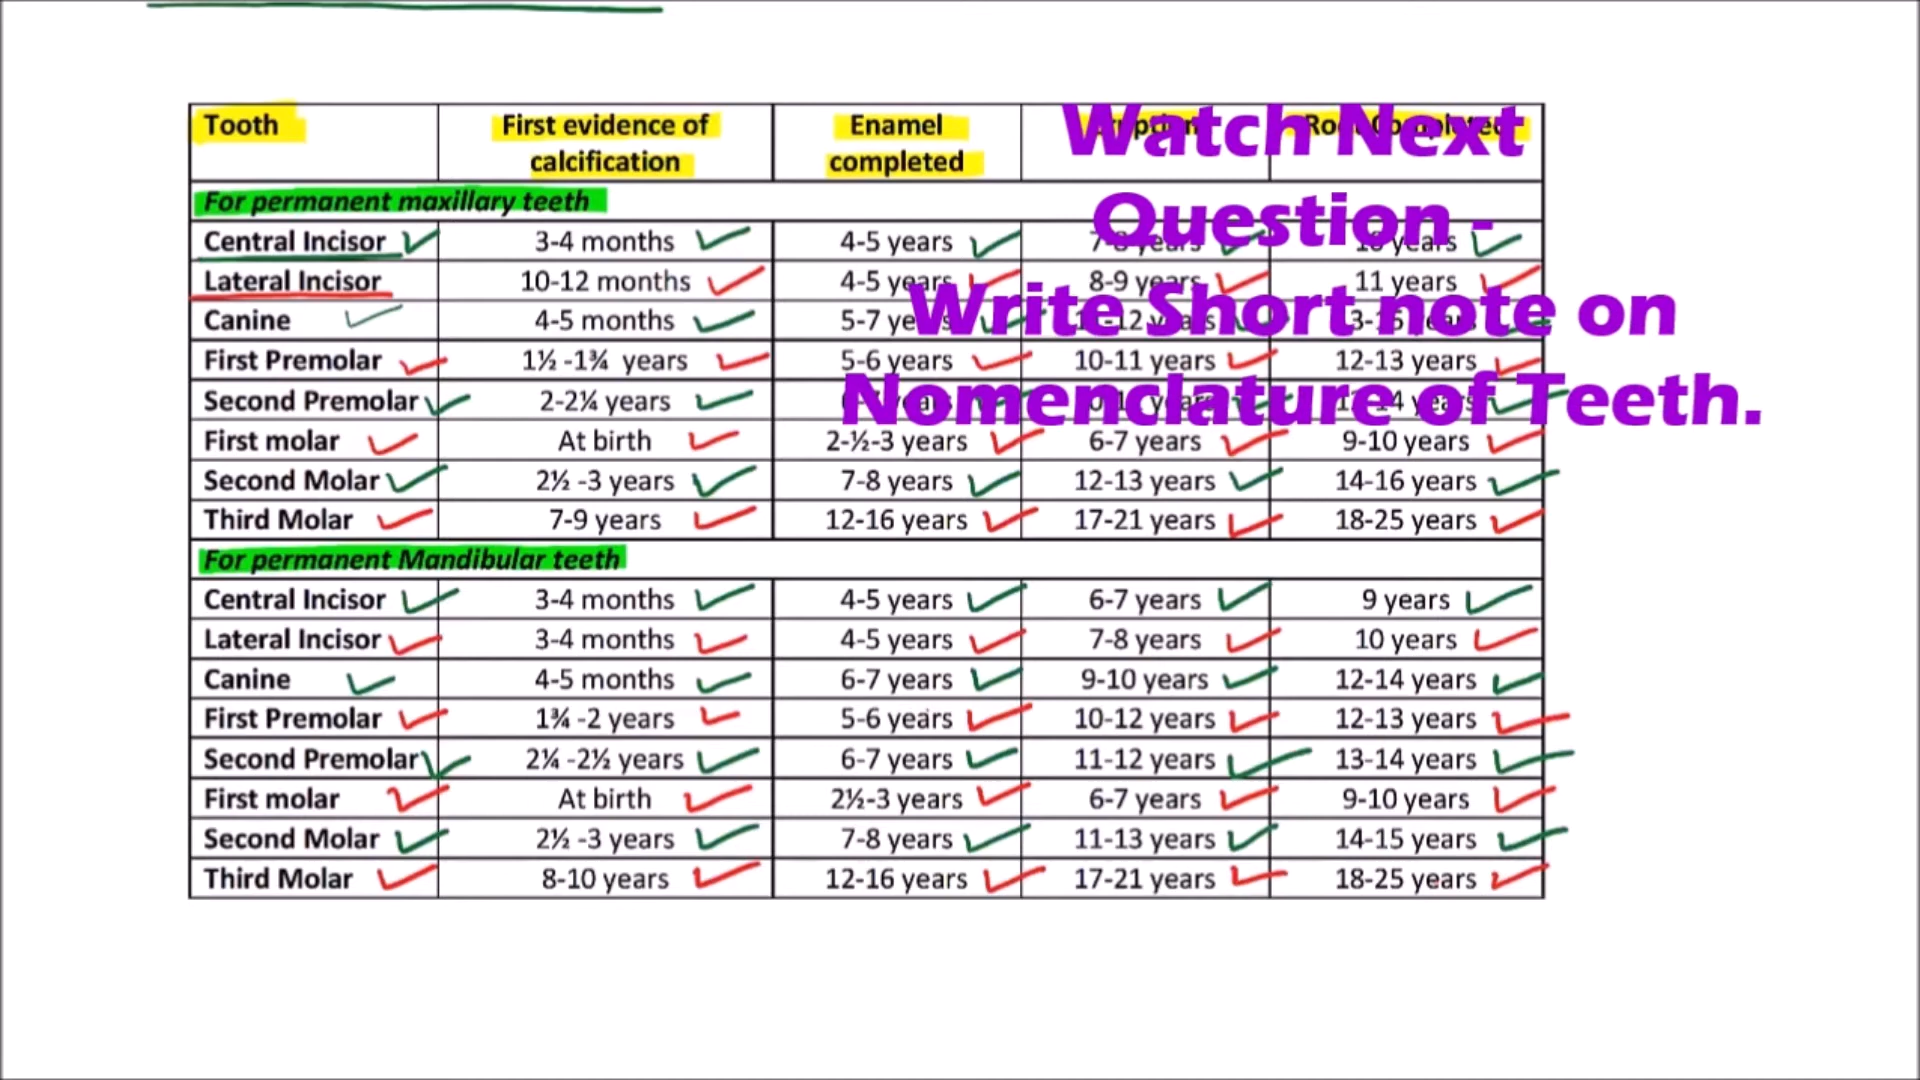 Tooth First evidence of calcification Enamel completed
Watch Next
Question -
Write Short note on
Nomenclature of Teeth.
For permanent maxillary teeth
Central Incisor 3-4 months 4-5 years years years
Lateral Incisor 10-12 months 4-5 years 8-9 years 11 years
Canine 4-5 months 5-7
First Premolar 1½ -1¾ years 5-6 years 10-11 years 12-13 years
Second Premolar 2-2¼ years
First molar At birth 2-½-3 years 6-7 years 9-10 years
Second Molar 2½ -3 years 7-8 years 12-13 years 14-16 years
Third Molar 7-9 years 12-16 years 17-21 years 18-25 years
For permanent Mandibular teeth
Central Incisor 3-4 months 4-5 years 6-7 years 9 years
Lateral Incisor 3-4 months 4-5 years 7-8 years 10 years
Canine 4-5 months 6-7 years 9-10 years 12-14 years
First Premolar 1¾ -2 years 5-6 years 10-12 years 12-13 years
Second Premolar 2¼ -2½ years 6-7 years 11-12 years 13-14 years
First molar At birth 2½-3 years 6-7 years 9-10 years
Second Molar 2½ -3 years 7-8 years 11-13 years 14-15 years
Third Molar 8-10 years 12-16 years 17-21 years 18-25 years